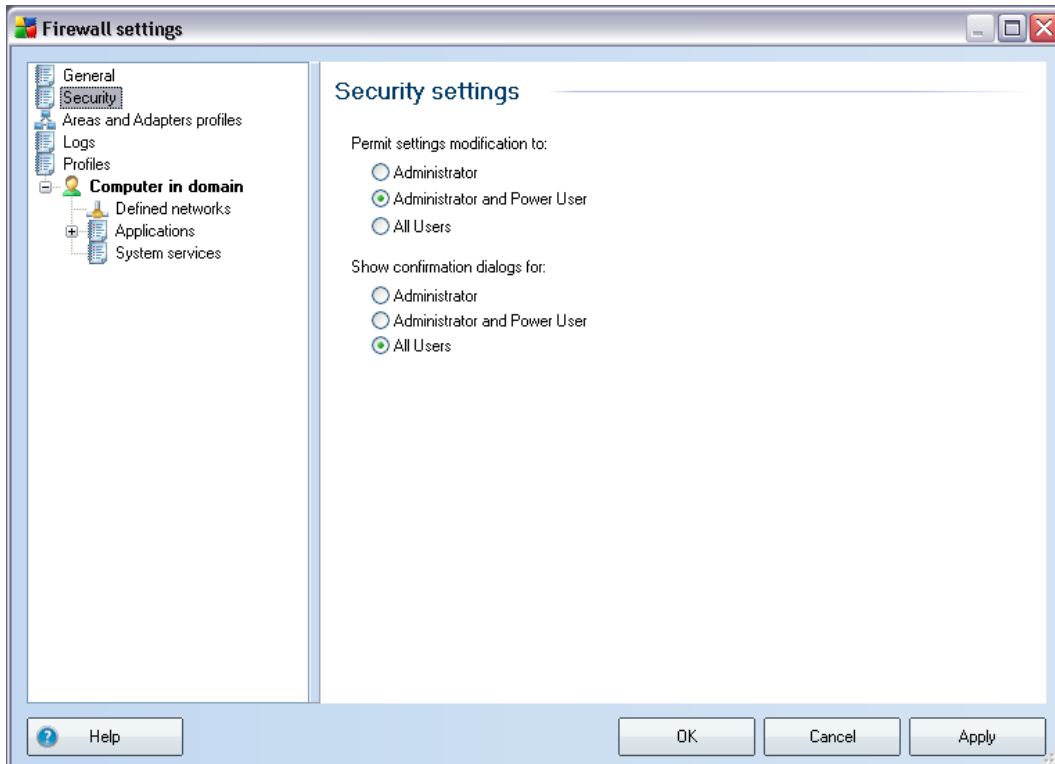 Firewall settings
General
Security
Areas and Adapters profiles
Logs
Profiles
Computer in domain
Defined networks
Applications
System services
Security settings
Permit settings modification to:
Administrator
Administrator and Power User
All Users
Show confirmation dialogs for:
Administrator
Administrator and Power User
All Users
Help
OK
Cancel
Apply